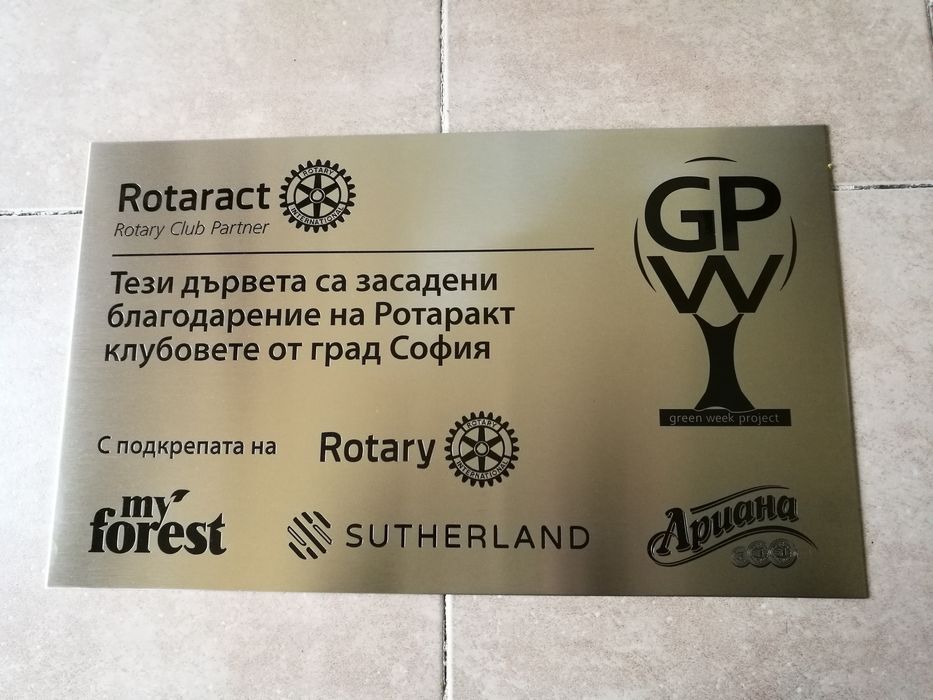 Rotaract
Rotary Club Partner
ROTARY
INTERNATIONAL
Тези дървета са засадени
благодарение на Ротаракт
клубовете от град София
GP
W
green week project
С подкрепата на
Rotary
ROTARY
INTERNATIONAL
my
forest
SUTHERLAND
Ариана